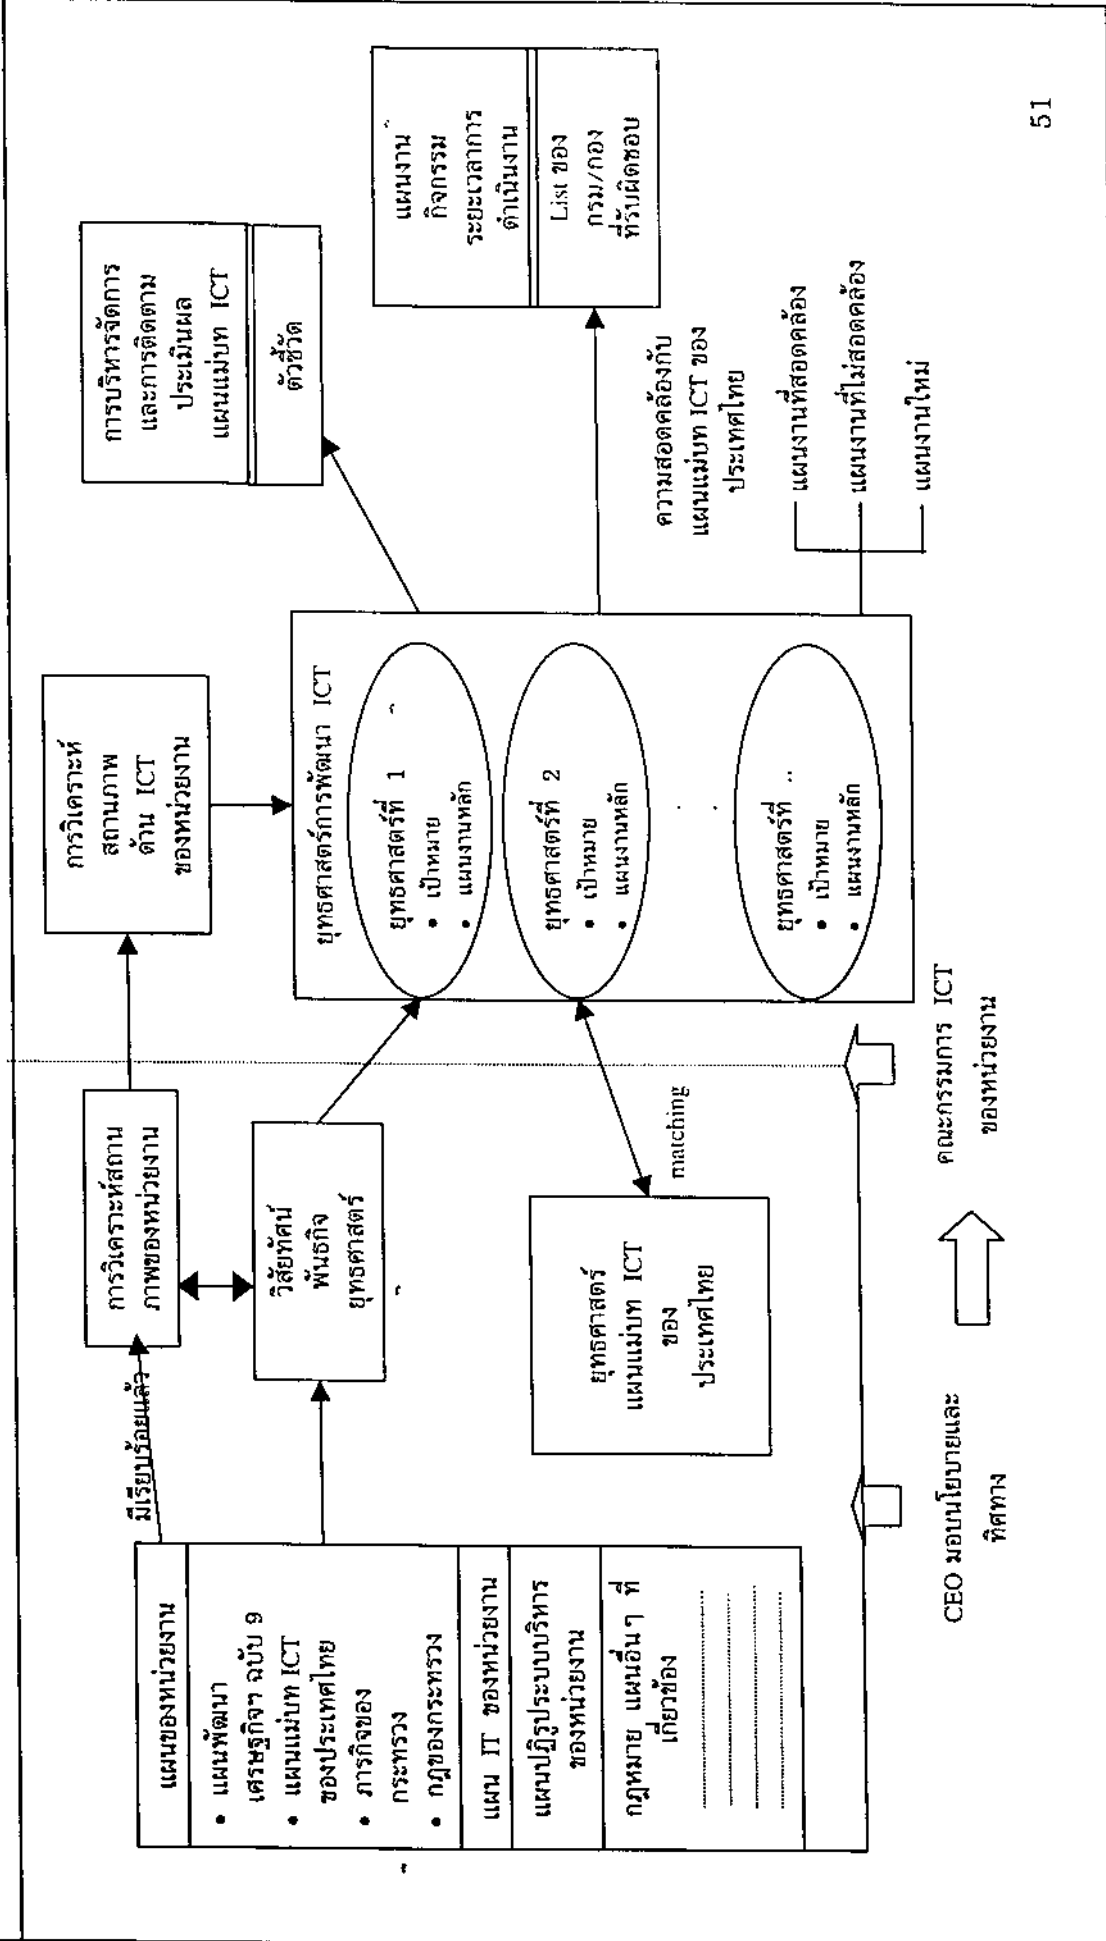 แผนของหน่วยงาน
• แผนพัฒนา
เศรษฐกิจฯ ฉบับ 9
• แผนแม่บท ICT
ของประเทศไทย
• ภารกิจของ
กระทรวง
• กฎของกระทรวง
แผน IT ของหน่วยงาน
แผนปฏิรูประบบบริหาร
ของหน่วยงาน
กฎหมาย แผนอื่นๆ ที่
เกี่ยวข้อง
มีเรียบร้อยแล้ว
การวิเคราะห์สถาน
ภาพของหน่วยงาน
วิสัยทัศน์
พันธกิจ
ยุทธศาสตร์
ยุทธศาสตร์
แผนแม่บท ICT
ของ
ประเทศไทย
matching
การวิเคราะห์
สถานภาพ
ด้าน ICT
ของหน่วยงาน
ยุทธศาสตร์การพัฒนา ICT
ยุทธศาสตร์ที่ 1
• เป้าหมาย
• แผนงานหลัก
ยุทธศาสตร์ที่ 2
• เป้าหมาย
• แผนงานหลัก
ยุทธศาสตร์ที่ ..
• เป้าหมาย
• แผนงานหลัก
การบริหารจัดการ
และการติดตาม
ประเมินผล
แผนแม่บท ICT
ตัวชี้วัด
แผนงาน
กิจกรรม
ระยะเวลาการ
ดำเนินงาน
List ของ
กรม/กอง
ที่รับผิดชอบ
ความสอดคล้องกับ
แผนแม่บท ICT ของ
ประเทศไทย
แผนงานที่สอดคล้อง
แผนงานที่ไม่สอดคล้อง
แผนงานใหม่
CEO มอบนโยบายและ
ทิศทาง
คณะกรรมการ ICT
ของหน่วยงาน
51